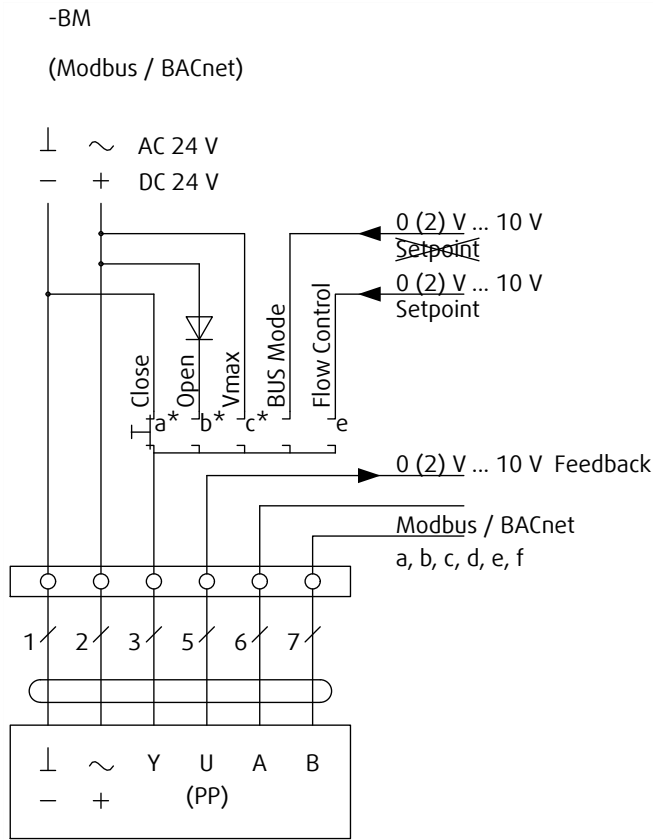 -BM
(Modbus / BACnet)
⊥ ~ AC 24 V
− + DC 24 V
0 (2) V ... 10 V
Setpoint
0 (2) V ... 10 V
Setpoint
Close
Open
Vmax
BUS Mode
Flow Control
a* b* c* e
0 (2) V ... 10 V Feedback
Modbus / BACnet
a, b, c, d, e, f
1 2 3 5 6 7
⊥ ~ Y U A B
− + (PP)